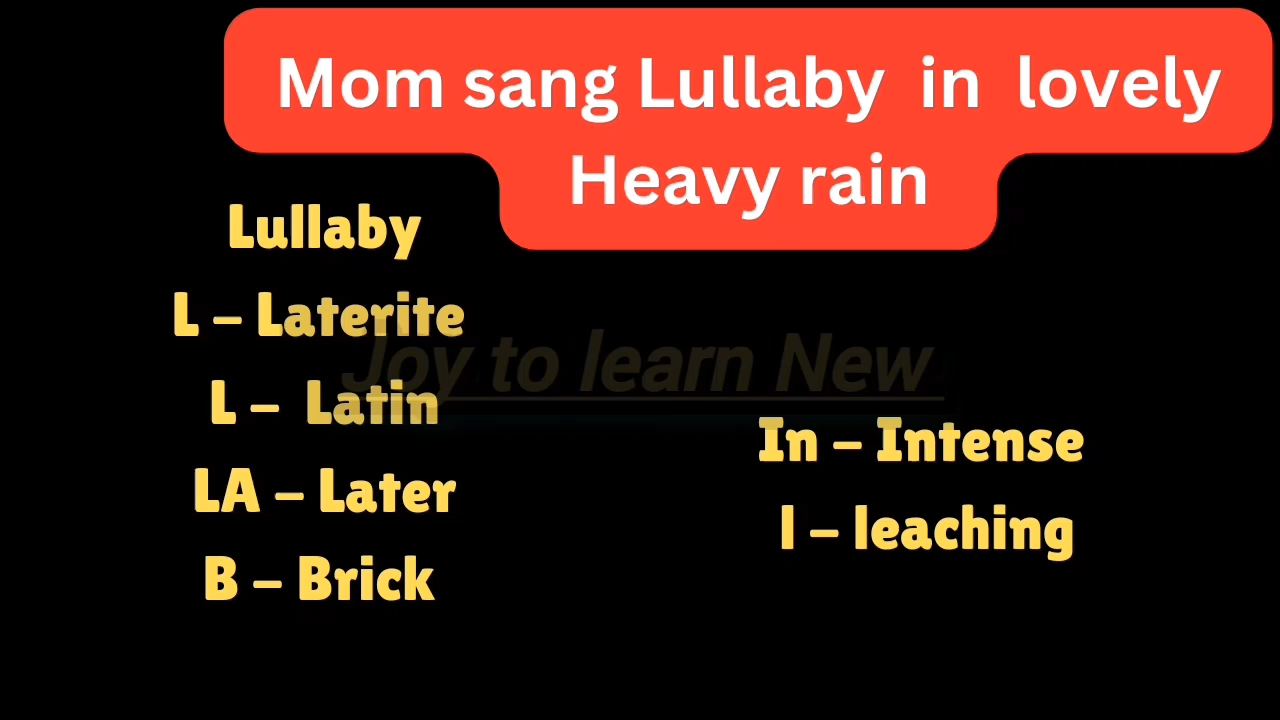 Mom sang Lullaby in lovely
Heavy rain
Lullaby
L – Laterite
L – Latin
LA – Later
B – Brick
Joy to learn New
In – Intense
l – leaching